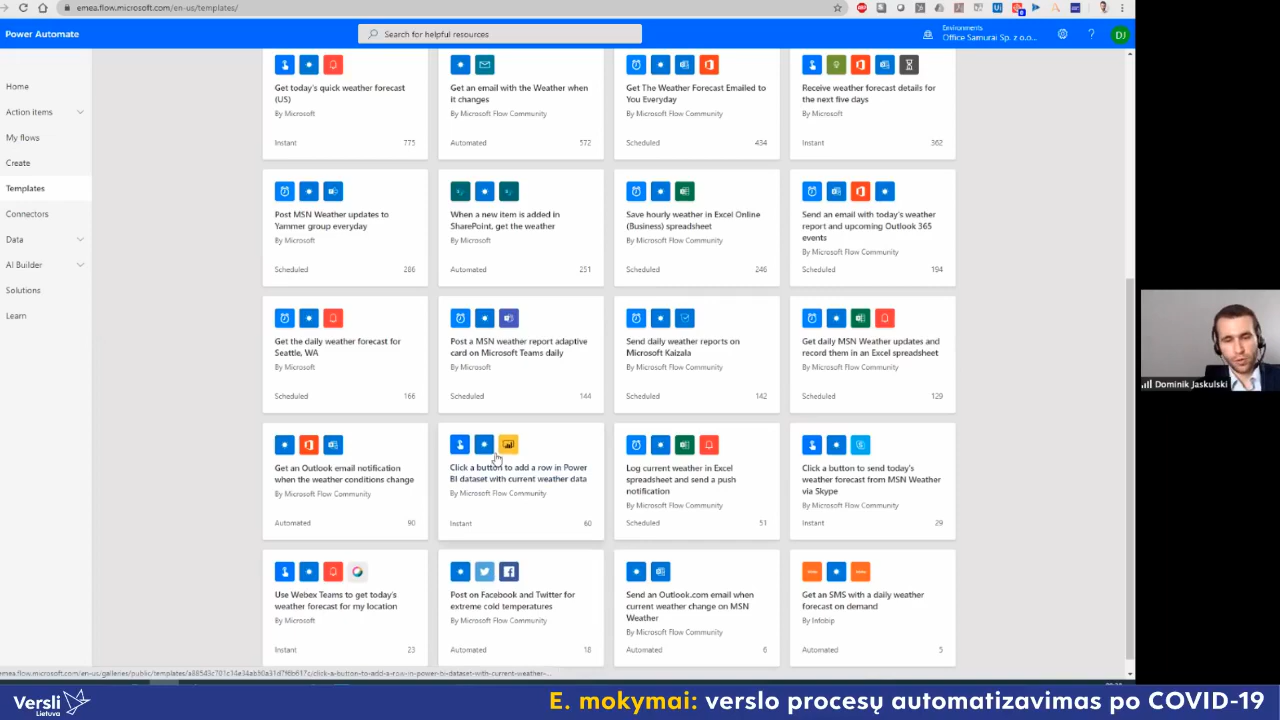 emea.flow.microsoft.com/en-us/templates/
Power Automate
Search for helpful resources
Environments
Office Samurai Sp. z o.o...
?
DJ
Home
Action items
My flows
Create
Templates
Connectors
Data
AI Builder
Solutions
Learn
Get today's quick weather forecast
(US)
By Microsoft
Instant 775
Get an email with the Weather when
it changes
By Microsoft Flow Community
Automated 572
Get The Weather Forecast Emailed to
You Everyday
By Microsoft Flow Community
Scheduled 434
Receive weather forecast details for
the next five days
By Microsoft
Instant 362
Post MSN Weather updates to
Yammer group everyday
By Microsoft
Scheduled 286
When a new item is added in
SharePoint, get the weather
By Microsoft
Automated 251
Save hourly weather in Excel Online
(Business) spreadsheet
By Microsoft Flow Community
Scheduled 246
Send an email with today's weather
report and upcoming Outlook 365
events
By Microsoft Flow Community
Scheduled 194
Get the daily weather forecast for
Seattle, WA
By Microsoft
Scheduled 166
Post a MSN weather report adaptive
card on Microsoft Teams daily
By Microsoft
Scheduled 144
Send daily weather reports on
Microsoft Kaizala
By Microsoft Flow Community
Scheduled 142
Get daily MSN Weather updates and
record them in an Excel spreadsheet
By Microsoft Flow Community
Scheduled 129
Get an Outlook email notification
when the weather conditions change
By Microsoft Flow Community
Automated 90
Click a button to add a row in Power
BI dataset with current weather data
By Microsoft Flow Community
Instant 60
Log current weather in Excel
spreadsheet and send a push
notification
By Microsoft Flow Community
Scheduled 51
Click a button to send today's
weather forecast from MSN Weather
via Skype
By Microsoft Flow Community
Instant 29
Use Webex Teams to get today's
weather forecast for my location
By Microsoft
Instant 23
Post on Facebook and Twitter for
extreme cold temperatures
By Microsoft Flow Community
Automated 18
Send an Outlook.com email when
current weather change on MSN
Weather
By Microsoft Flow Community
Automated 6
Get an SMS with a daily weather
forecast on demand
By Infobip
Automated 5
Dominik Jaskulski
Versli
Lietuva
E. mokymai: verslo procesų automatizavimas po COVID-19